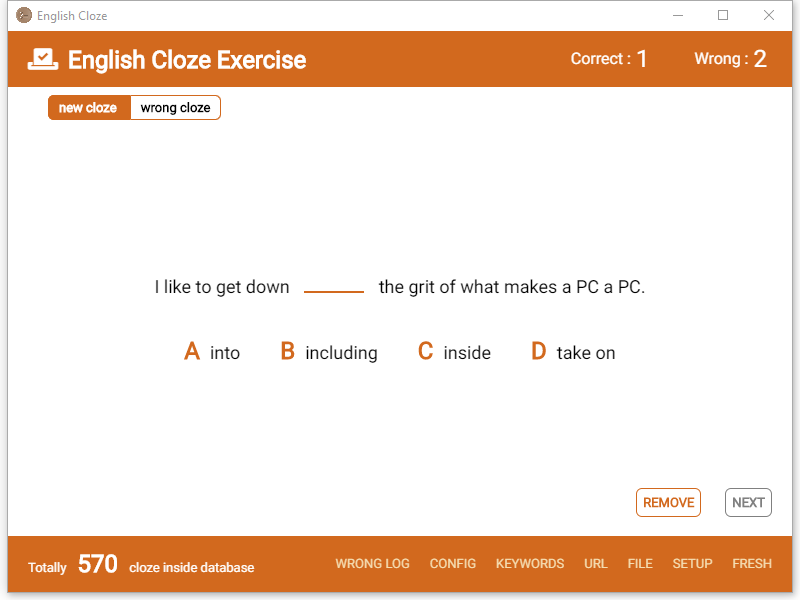 English Cloze
English Cloze Exercise Correct : 1 Wrong : 2
new cloze wrong cloze
I like to get down ______ the grit of what makes a PC a PC.
A into B including C inside D take on
REMOVE NEXT
Totally 570 cloze inside database WRONG LOG CONFIG KEYWORDS URL FILE SETUP FRESH